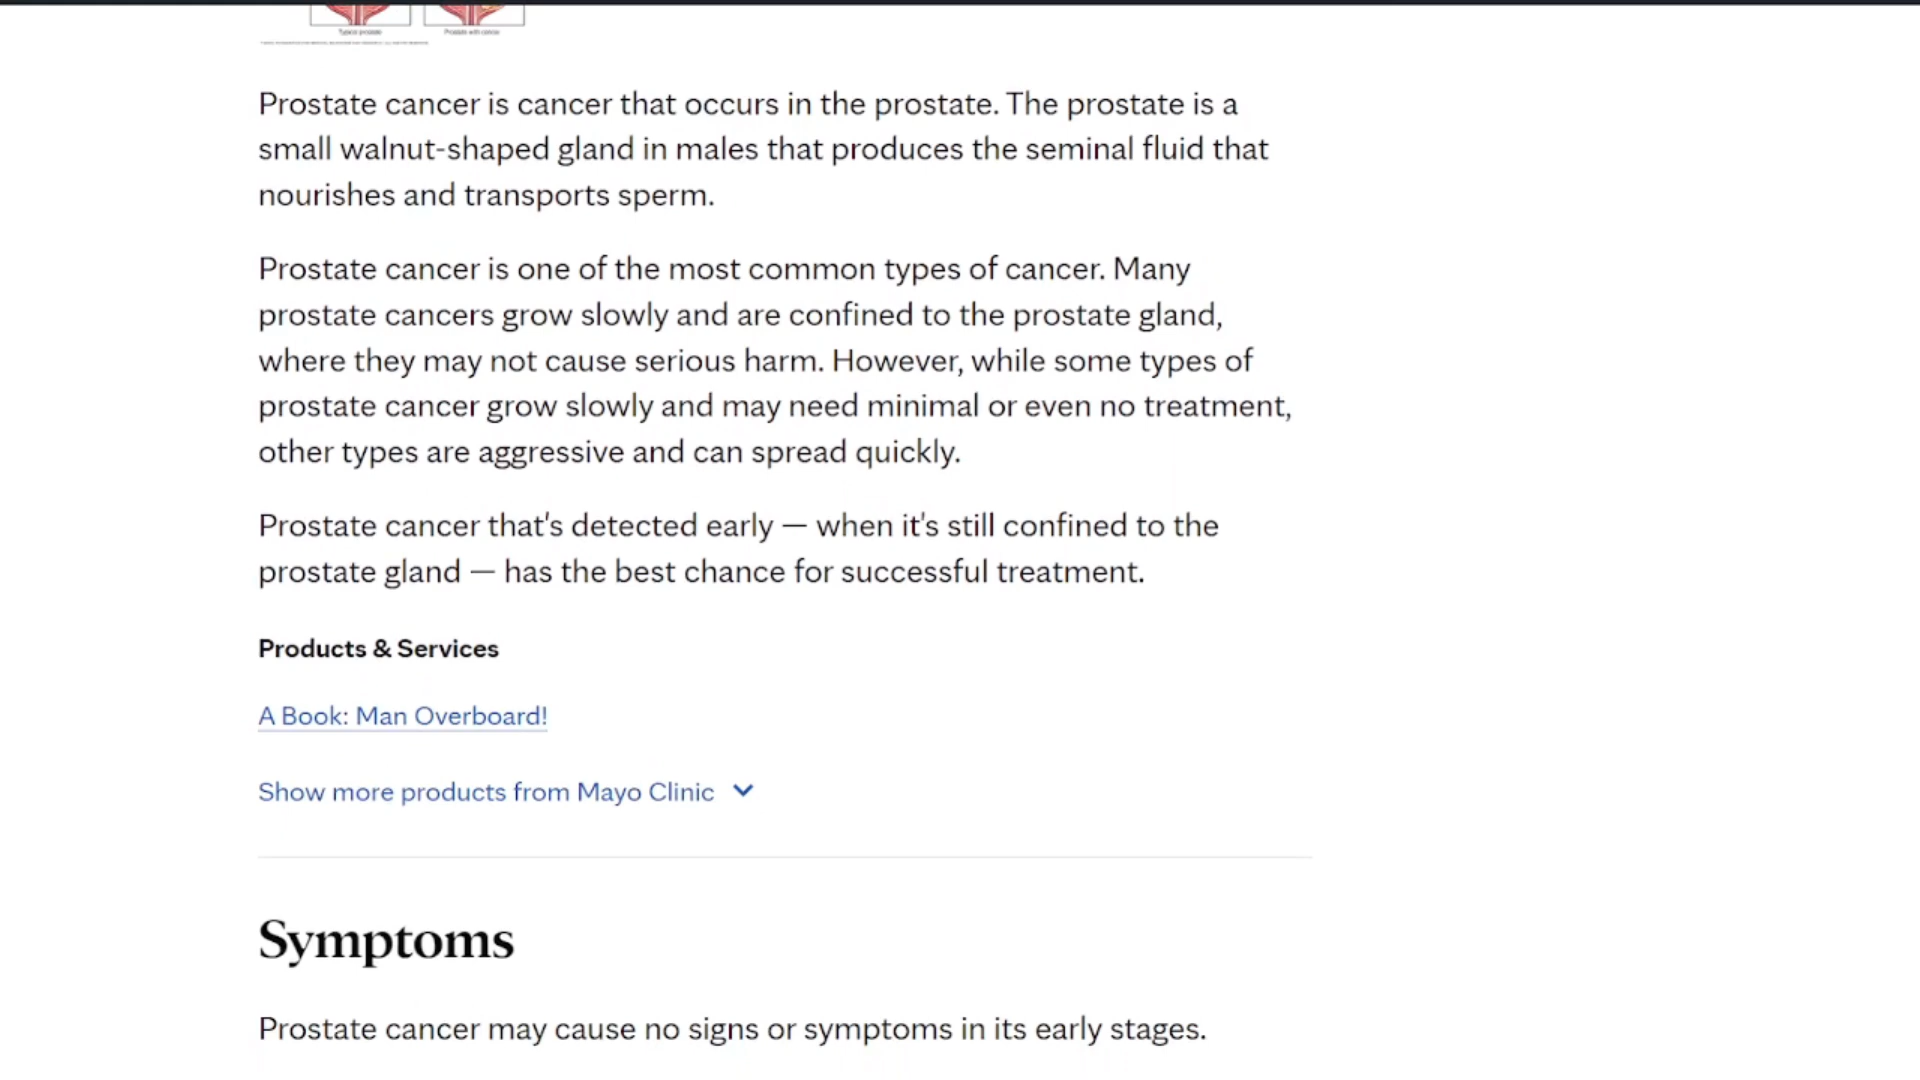 Typical prostate
Prostate with cancer
Prostate cancer is cancer that occurs in the prostate. The prostate is a
small walnut-shaped gland in males that produces the seminal fluid that
nourishes and transports sperm.
Prostate cancer is one of the most common types of cancer. Many
prostate cancers grow slowly and are confined to the prostate gland,
where they may not cause serious harm. However, while some types of
prostate cancer grow slowly and may need minimal or even no treatment,
other types are aggressive and can spread quickly.
Prostate cancer that's detected early — when it's still confined to the
prostate gland — has the best chance for successful treatment.
Products & Services
A Book: Man Overboard!
Show more products from Mayo Clinic
Symptoms
Prostate cancer may cause no signs or symptoms in its early stages.